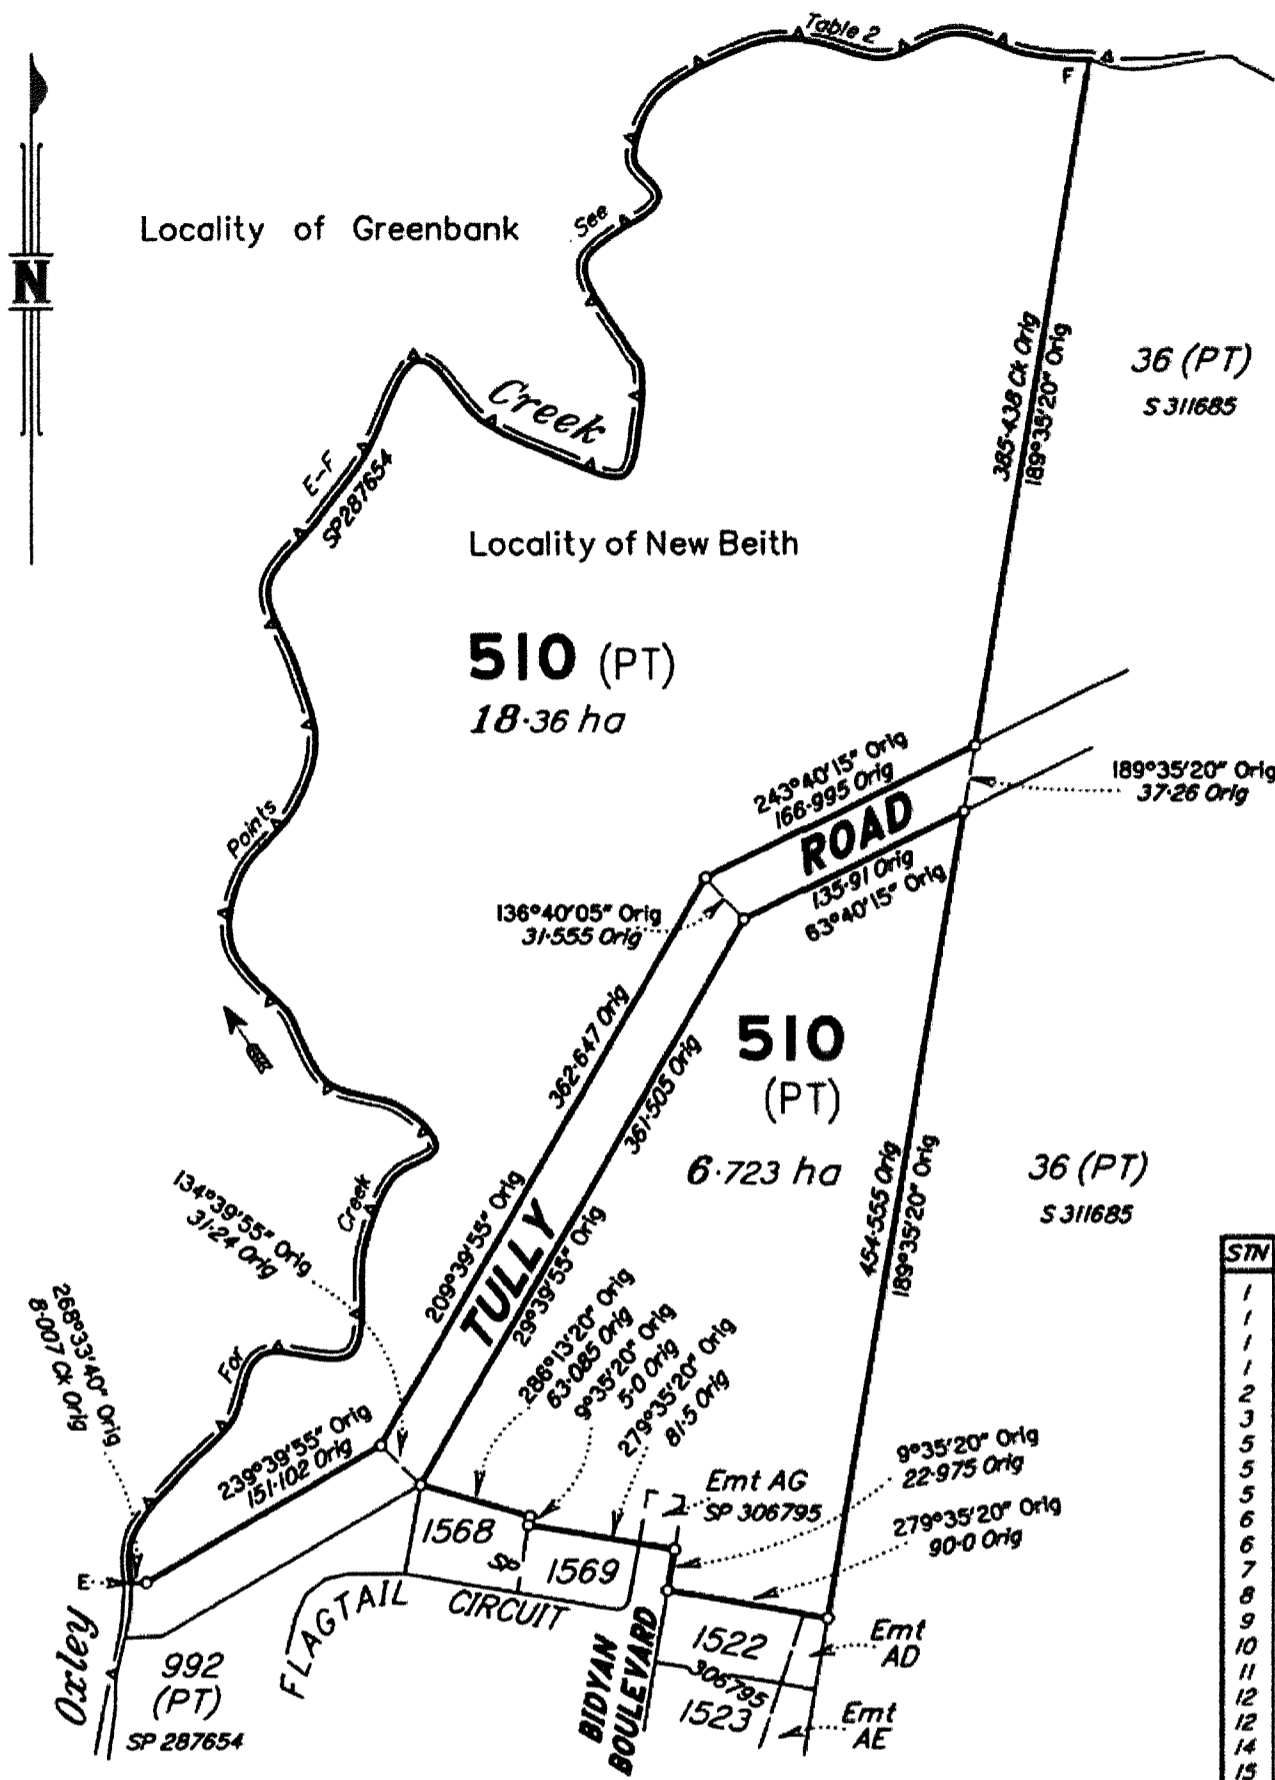 Table 2
F
N
Locality of Greenbank
See
385·438 Ck Orig
189°35'20" Orig
36 (PT)
S 311685
Creek
E-F
SP287654
Locality of New Beith
510 (PT)
18·36 ha
243°40'15" Orig
166·995 Orig
189°35'20" Orig
37·26 Orig
ROAD
135·91 Orig
63°40'15" Orig
Points
136°40'05" Orig
31·555 Orig
362·647 Orig
361·505 Orig
510
(PT)
6·723 ha
454·555 Orig
189°35'20" Orig
36 (PT)
S 311685
134°39'55" Orig
31·24 Orig
Creek
209°39'55" Orig
TULLY
29°39'55" Orig
268°33'40" Orig
8·007 Ck Orig
For
286°13'20" Orig
63·085 Orig
9°35'20" Orig
5·0 Orig
279°35'20" Orig
81·5 Orig
239°39'55" Orig
151·102 Orig
9°35'20" Orig
22·975 Orig
279°35'20" Orig
90·0 Orig
Emt AG
SP 306795
1568
SP
1569
E
FLAGTAIL CIRCUIT
Oxley
992
(PT)
SP 287654
BIDYAN
BOULEVARD
1522
306795
1523
Emt
AD
Emt
AE
STN
1
1
1
1
2
3
5
5
5
6
6
7
8
9
10
11
12
12
14
15